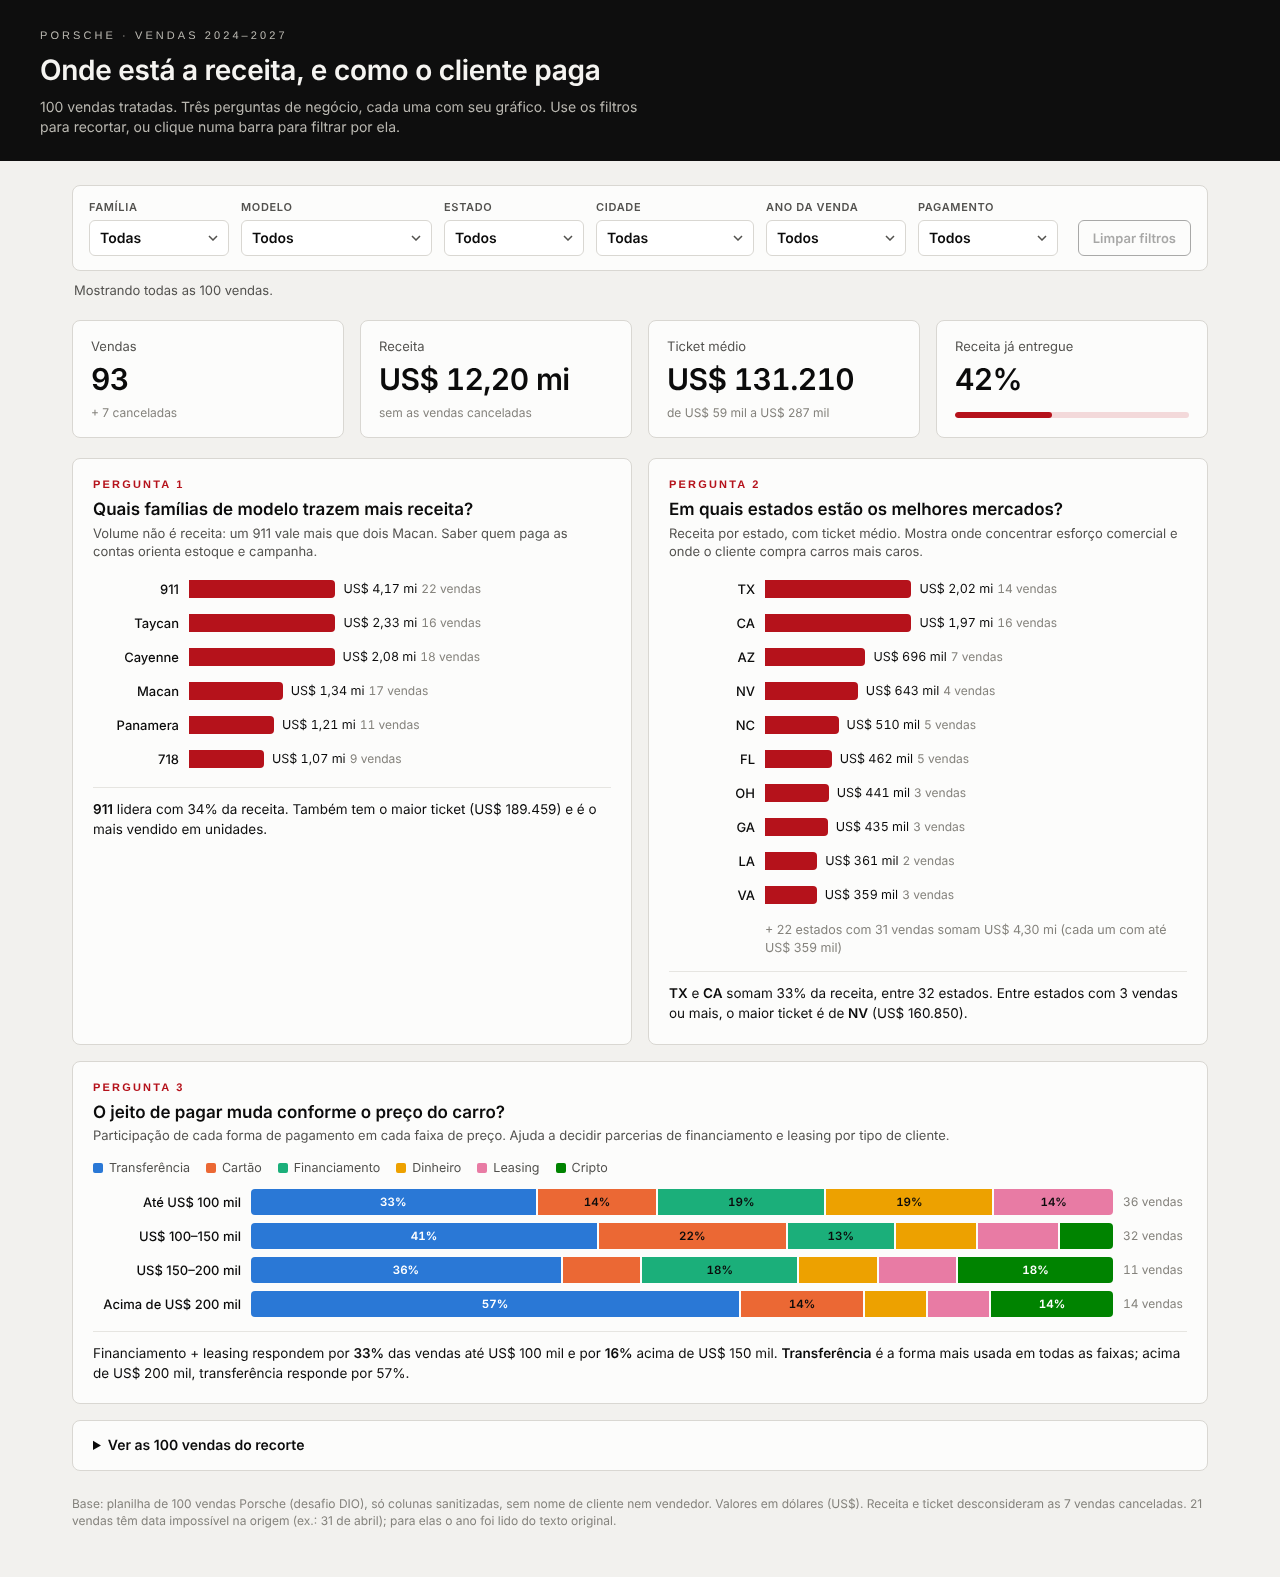 PORSCHE · VENDAS 2024–2027
Onde está a receita, e como o cliente paga
100 vendas tratadas. Três perguntas de negócio, cada uma com seu gráfico. Use os filtros
para recortar, ou clique numa barra para filtrar por ela.
FAMÍLIA MODELO ESTADO CIDADE ANO DA VENDA PAGAMENTO
Todas Todos Todos Todas Todos Todos Limpar filtros
Mostrando todas as 100 vendas.
Vendas
93
+ 7 canceladas
Receita
US$ 12,20 mi
sem as vendas canceladas
Ticket médio
US$ 131.210
de US$ 59 mil a US$ 287 mil
Receita já entregue
42%
PERGUNTA 1
Quais famílias de modelo trazem mais receita?
Volume não é receita: um 911 vale mais que dois Macan. Saber quem paga as
contas orienta estoque e campanha.
911 US$ 4,17 mi 22 vendas
Taycan US$ 2,33 mi 16 vendas
Cayenne US$ 2,08 mi 18 vendas
Macan US$ 1,34 mi 17 vendas
Panamera US$ 1,21 mi 11 vendas
718 US$ 1,07 mi 9 vendas
911 lidera com 34% da receita. Também tem o maior ticket (US$ 189.459) e é o
mais vendido em unidades.
PERGUNTA 2
Em quais estados estão os melhores mercados?
Receita por estado, com ticket médio. Mostra onde concentrar esforço comercial e
onde o cliente compra carros mais caros.
TX US$ 2,02 mi 14 vendas
CA US$ 1,97 mi 16 vendas
AZ US$ 696 mil 7 vendas
NV US$ 643 mil 4 vendas
NC US$ 510 mil 5 vendas
FL US$ 462 mil 5 vendas
OH US$ 441 mil 3 vendas
GA US$ 435 mil 3 vendas
LA US$ 361 mil 2 vendas
VA US$ 359 mil 3 vendas
+ 22 estados com 31 vendas somam US$ 4,30 mi (cada um com até
US$ 359 mil)
TX e CA somam 33% da receita, entre 32 estados. Entre estados com 3 vendas
ou mais, o maior ticket é de NV (US$ 160.850).
PERGUNTA 3
O jeito de pagar muda conforme o preço do carro?
Participação de cada forma de pagamento em cada faixa de preço. Ajuda a decidir parcerias de financiamento e leasing por tipo de cliente.
Transferência Cartão Financiamento Dinheiro Leasing Cripto
Até US$ 100 mil 33% 14% 19% 19% 14% 36 vendas
US$ 100–150 mil 41% 22% 13% 32 vendas
US$ 150–200 mil 36% 18% 18% 11 vendas
Acima de US$ 200 mil 57% 14% 14% 14 vendas
Financiamento + leasing respondem por 33% das vendas até US$ 100 mil e por 16% acima de US$ 150 mil. Transferência é a forma mais usada em todas as faixas; acima
de US$ 200 mil, transferência responde por 57%.
Ver as 100 vendas do recorte
Base: planilha de 100 vendas Porsche (desafio DIO), só colunas sanitizadas, sem nome de cliente nem vendedor. Valores em dólares (US$). Receita e ticket desconsideram as 7 vendas canceladas. 21
vendas têm data impossível na origem (ex.: 31 de abril); para elas o ano foi lido do texto original.